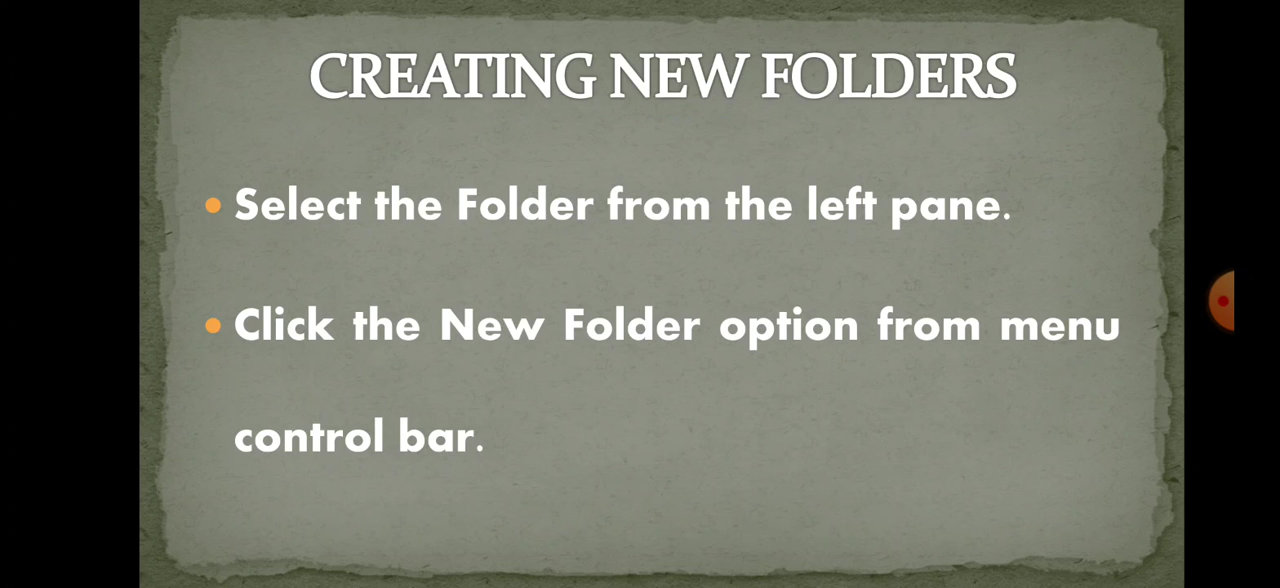 CREATING NEW FOLDERS
• Select the Folder from the left pane.
• Click the New Folder option from menu
control bar.